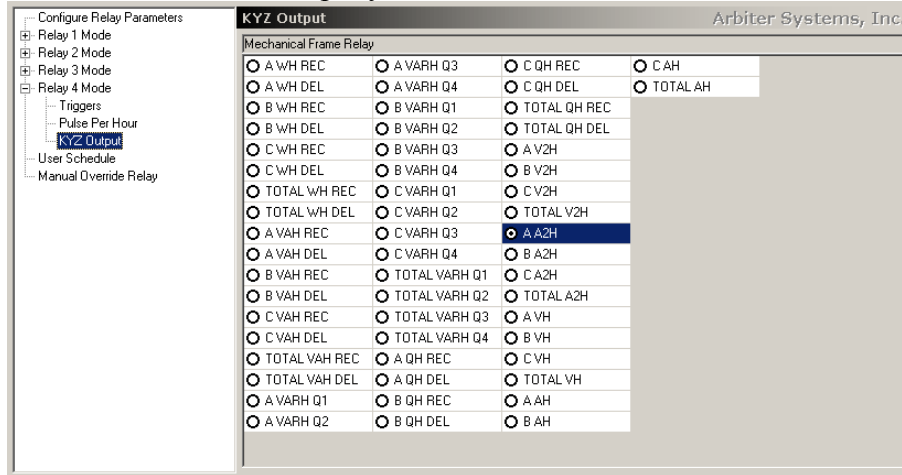 Configure Relay Parameters
Relay 1 Mode
Relay 2 Mode
Relay 3 Mode
Relay 4 Mode
Triggers
Pulse Per Hour
KYZ Output
User Schedule
Manual Override Relay
KYZ Output Arbiter Systems, Inc.
Mechanical Frame Relay
A WH REC A VARH Q3 C QH REC C AH
A WH DEL A VARH Q4 C QH DEL TOTAL AH
B WH REC B VARH Q1 TOTAL QH REC
B WH DEL B VARH Q2 TOTAL QH DEL
C WH REC B VARH Q3 A V2H
C WH DEL B VARH Q4 B V2H
TOTAL WH REC C VARH Q1 C V2H
TOTAL WH DEL C VARH Q2 TOTAL V2H
A VAH REC C VARH Q3 A A2H
A VAH DEL C VARH Q4 B A2H
B VAH REC TOTAL VARH Q1 C A2H
B VAH DEL TOTAL VARH Q2 TOTAL A2H
C VAH REC TOTAL VARH Q3 A VH
C VAH DEL TOTAL VARH Q4 B VH
TOTAL VAH REC A QH REC C VH
TOTAL VAH DEL A QH DEL TOTAL VH
A VARH Q1 B QH REC A AH
A VARH Q2 B QH DEL B AH